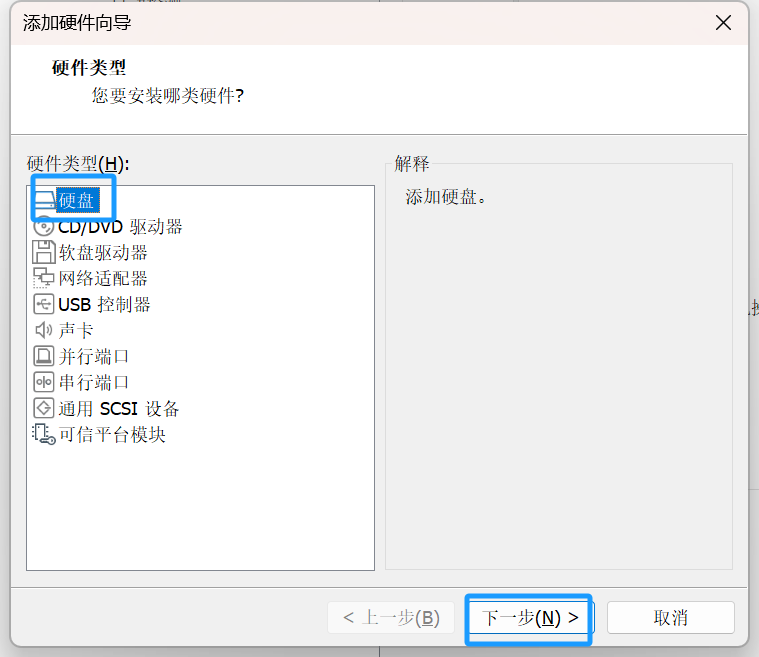 添加硬件向导
硬件类型
您要安装哪类硬件?
硬件类型(H):
硬盘
CD/DVD 驱动器
软盘驱动器
网络适配器
USB 控制器
声卡
并行端口
串行端口
通用 SCSI 设备
可信平台模块
解释
添加硬盘。
< 上一步(B)
下一步(N) >
取消